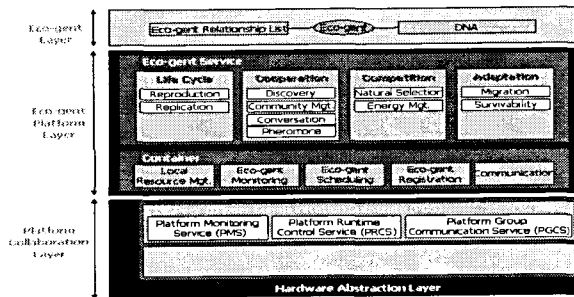 Eco-gent
Layer
Eco-gent Relationship List
Eco-gent
DNA
Eco-gent
Platform
Layer
Eco-gent Service
Life Cycle
Reproduction
Replication
Cooperation
Discovery
Community Mgt.
Conversation
Pheromone
Competition
Natural Selection
Energy Mgt.
Adaptation
Migration
Survivability
Container
Local
Resource Mgt.
Eco-gent
Monitoring
Eco-gent
Scheduling
Eco-gent
Registration
Communication
Platform
Collaboration
Layer
Platform Monitoring
Service (PMS)
Platform Runtime
Control Service (PRCS)
Platform Group
Communication Service (PGCS)
Hardware Abstraction Layer